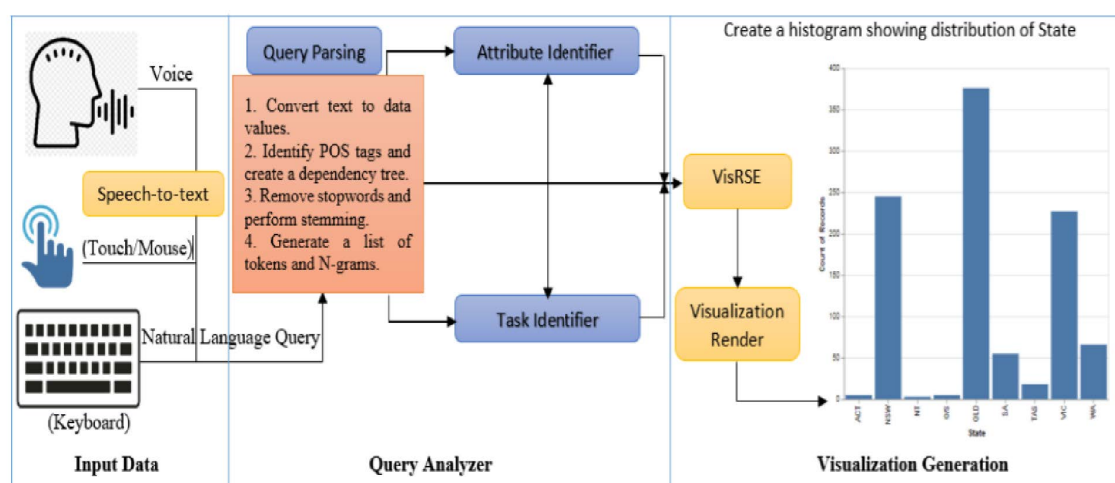 Voice
Speech-to-text
(Touch/Mouse)
Natural Language Query
(Keyboard)
Input Data
Query Parsing
1. Convert text to data
values.
2. Identify POS tags and
create a dependency tree.
3. Remove stopwords and
perform stemming.
4. Generate a list of
tokens and N-grams.
Attribute Identifier
Task Identifier
Query Analyzer
VisRSE
Visualization
Render
Create a histogram showing distribution of State
Count of Records
400
350
300
250
200
150
100
50
0
ACT
NSW
NT
O/S
QLD
SA
TAS
VIC
WA
State
Visualization Generation